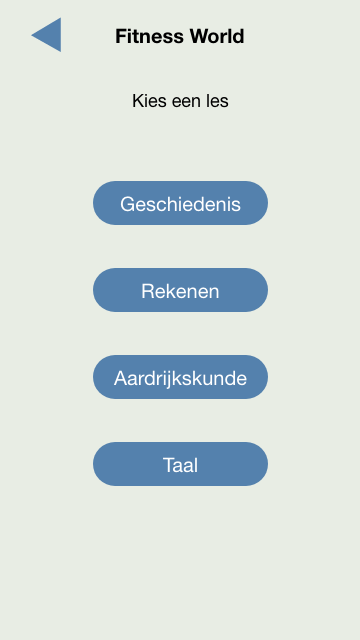 Fitness World
Kies een les
Geschiedenis
Rekenen
Aardrijkskunde
Taal